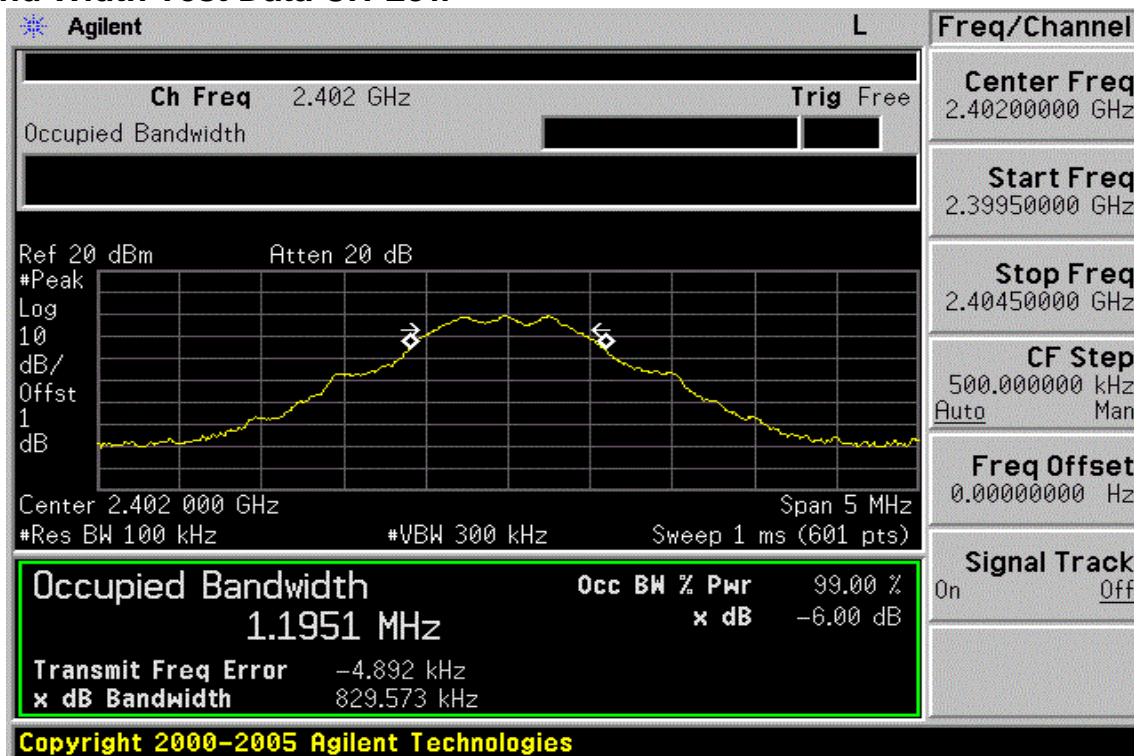 Agilent L
Ch Freq 2.402 GHz Trig Free
Occupied Bandwidth
Ref 20 dBm Atten 20 dB
#Peak
Log
10
dB/
Offst
1
dB
Center 2.402 000 GHz Span 5 MHz
#Res BW 100 kHz #VBW 300 kHz Sweep 1 ms (601 pts)
Occupied Bandwidth Occ BW % Pwr 99.00 %
1.1951 MHz x dB -6.00 dB
Transmit Freq Error -4.892 kHz
x dB Bandwidth 829.573 kHz
Copyright 2000-2005 Agilent Technologies
Freq/Channel
Center Freq
2.40200000 GHz
Start Freq
2.39950000 GHz
Stop Freq
2.40450000 GHz
CF Step
500.000000 kHz
Auto Man
Freq Offset
0.00000000 Hz
Signal Track
On Off